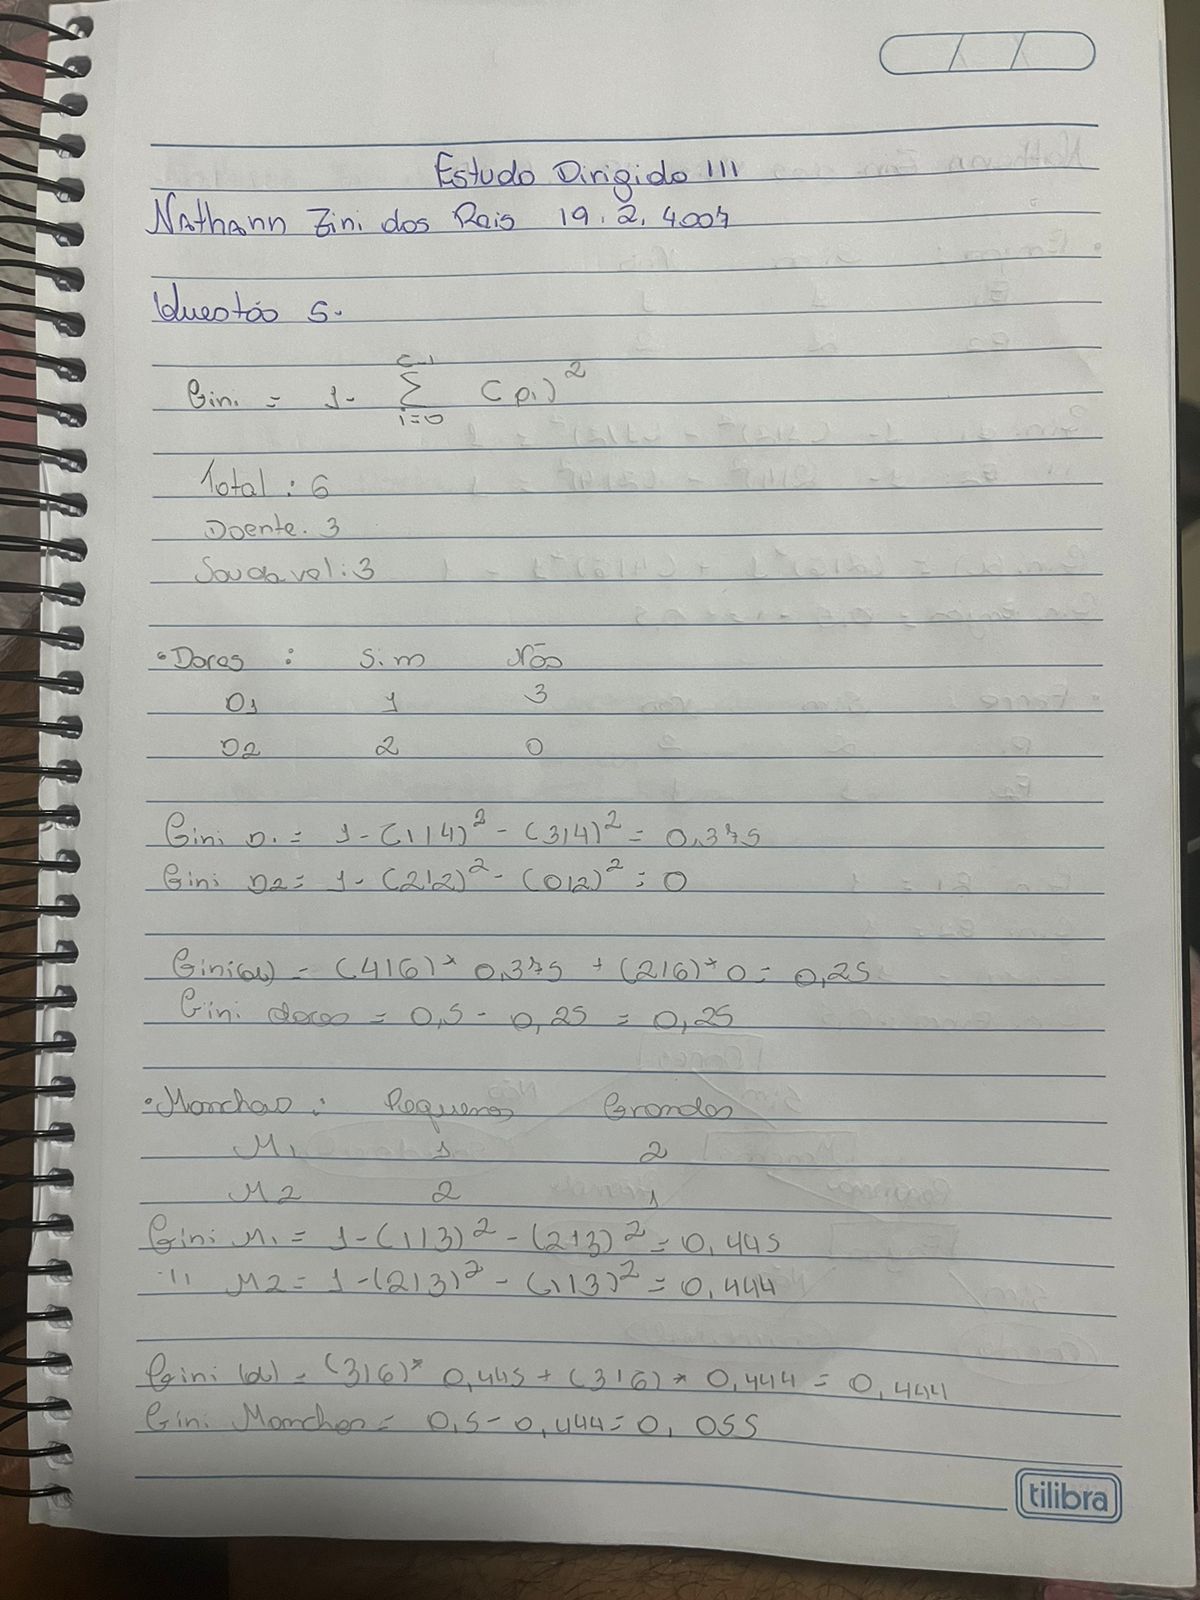 Estudo Dirigido III
Nathann Zini dos Reis 19.2.4007
Questão 5.
Gini = 1- Σ (pi)²
c-1
i=0
Total: 6
Doente. 3
Saudavel: 3
•Dores : Sim Não
D1 1 3
D2 2 0
Gini D1 = 1-(1/4)² - (3/4)² = 0,375
Gini D2 = 1-(2/2)² - (0/2)² = 0
Gini(d) = (4/6)* 0,375 + (2/6)* 0 = 0,25
Gini dores = 0,5 - 0,25 = 0,25
•Manchas : Pequenas Grandes
M1 1 2
M2 2 1
Gini M1 = 1-(1/3)² - (2/3)² = 0,445
" M2 = 1-(2/3)² - (1/3)² = 0,444
Gini (d) = (3/6)* 0,445 + (3/6) * 0,444 = 0,444
Gini Manchas = 0,5 - 0,444 = 0,055
tilibra